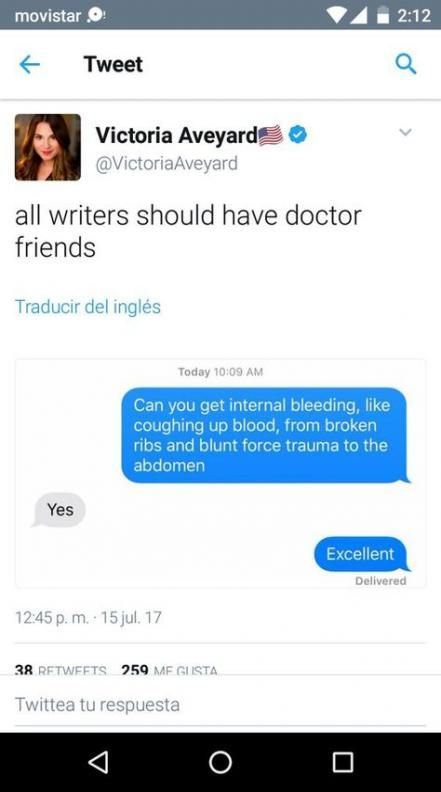 movistar 2:12
Tweet
Victoria Aveyard
@VictoriaAveyard
all writers should have doctor
friends
Traducir del inglés
Today 10:09 AM
Can you get internal bleeding, like
coughing up blood, from broken
ribs and blunt force trauma to the
abdomen
Yes
Excellent
Delivered
12:45 p. m. · 15 jul. 17
38 RETWEETS 259 ME GUSTA
Twittea tu respuesta